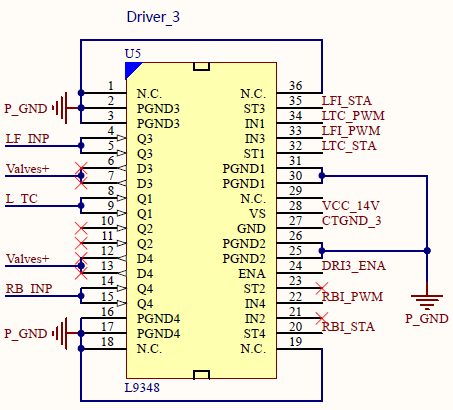 Driver_3
U5
1 N.C. N.C. 36
2 PGND3 ST3 35 LFI_STA
P_GND
3 PGND3 IN1 34 LTC_PWM
LF_INP 4 Q3 IN3 33 LFI_PWM
5 Q3 ST1 32 LTC_STA
Valves+ 6 D3 PGND1 31
7 D3 PGND1 30
L_TC 8 Q1 N.C. 29
9 Q1 VS 28 VCC_14V
10 Q2 GND 27 CTGND_3
11 Q2 PGND2 26
Valves+ 12 D4 PGND2 25
13 D4 ENA 24 DRI3_ENA
RB_INP 14 Q4 ST2 23
15 Q4 IN4 22 RBI_PWM
16 PGND4 IN2 21
P_GND
P_GND 17 PGND4 ST4 20 RBI_STA
18 N.C. N.C. 19
L9348